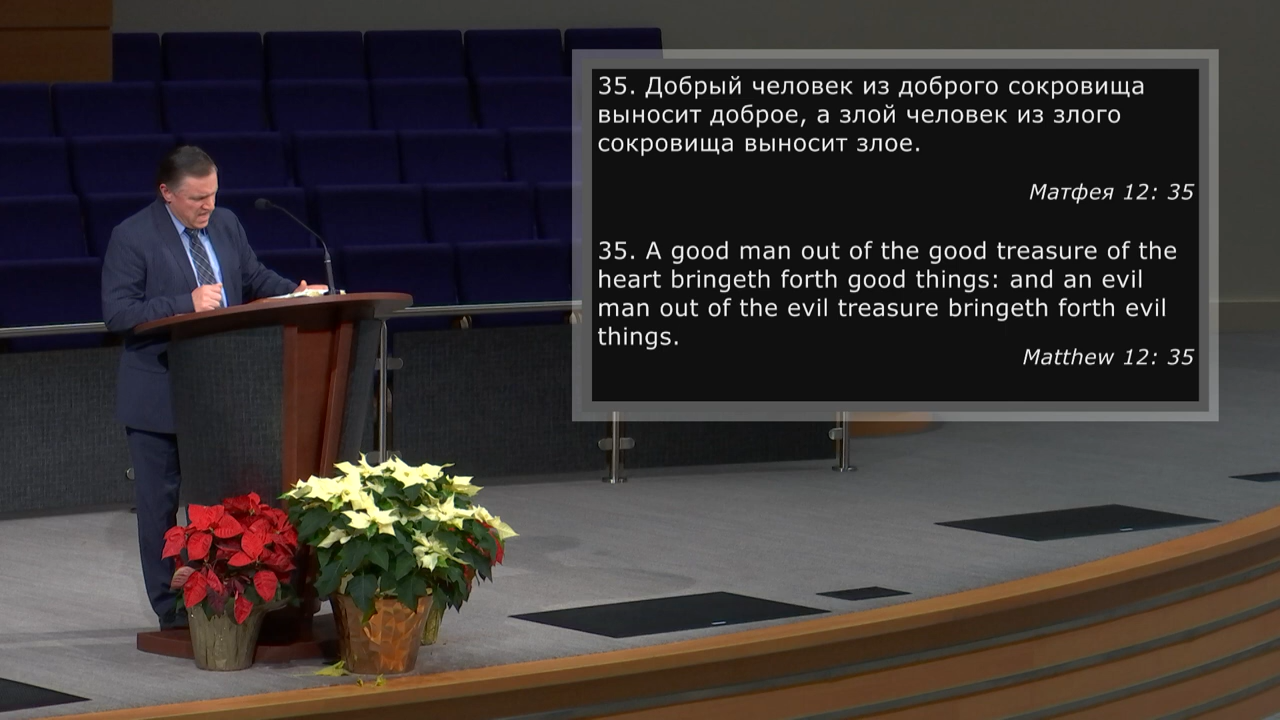 35. Добрый человек из доброго сокровища
выносит доброе, а злой человек из злого
сокровища выносит злое.
Матфея 12: 35
35. A good man out of the good treasure of the
heart bringeth forth good things: and an evil
man out of the evil treasure bringeth forth evil
things.
Matthew 12: 35